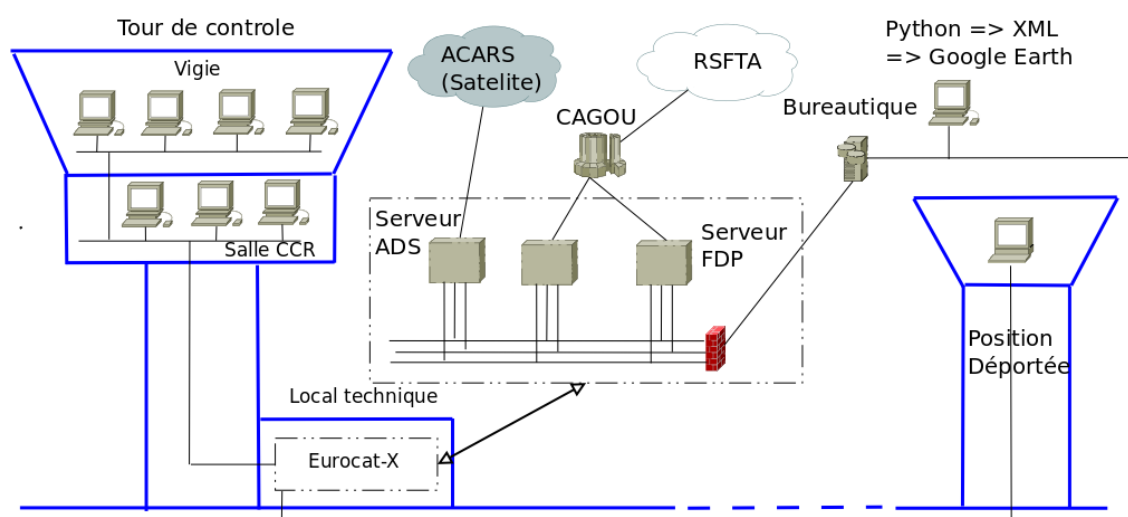 Tour de controle
Vigie
ACARS
(Satelite)
RSFTA
Python => XML
=> Google Earth
CAGOU
Bureautique
Serveur
ADS
Serveur
FDP
Salle CCR
Position
Déportée
Local technique
Eurocat-X